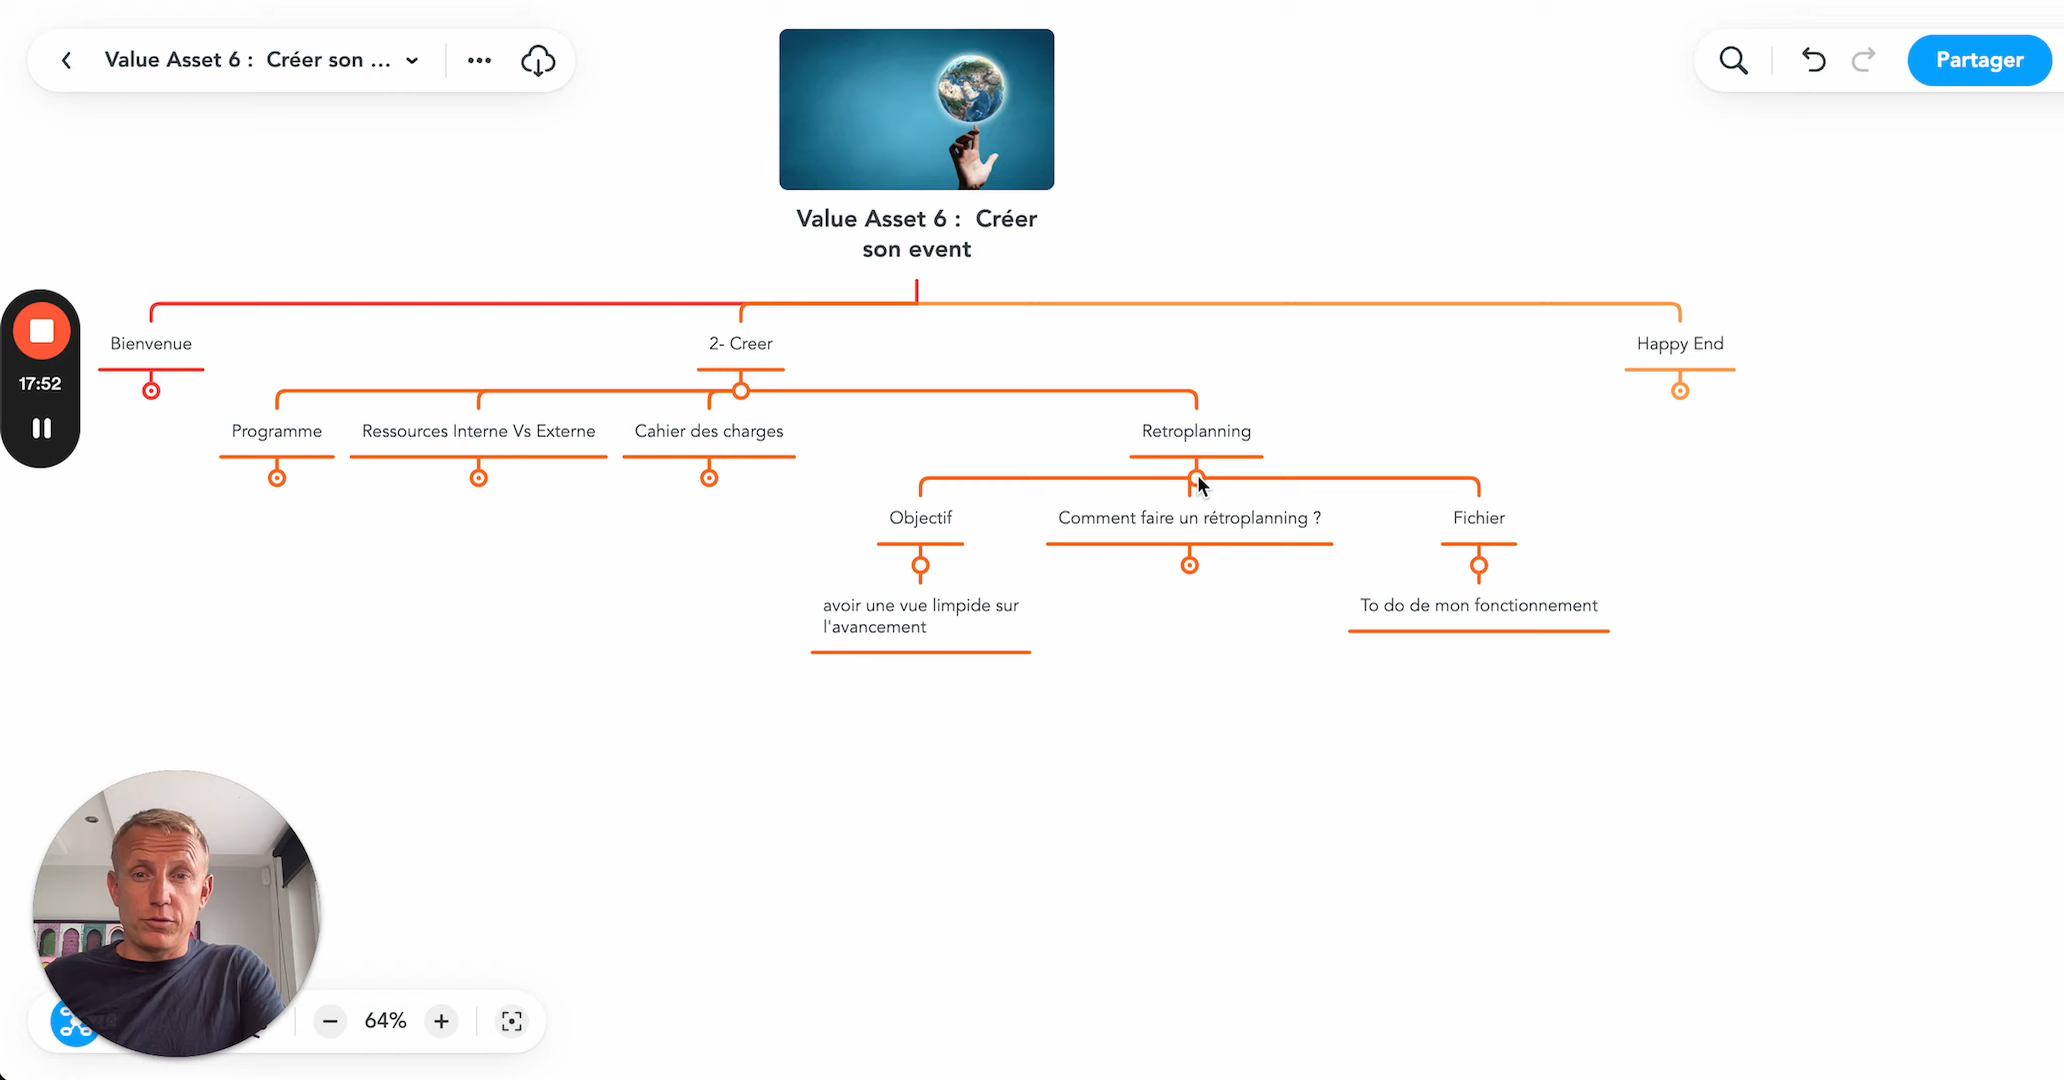 Value Asset 6 :  Créer son ...
Partager
Value Asset 6 :  Créer
son event
Bienvenue
2- Creer
Happy End
17:52
Programme
Ressources Interne Vs Externe
Cahier des charges
Retroplanning
Objectif
Comment faire un rétroplanning ?
Fichier
avoir une vue limpide sur
l'avancement
To do de mon fonctionnement
64%